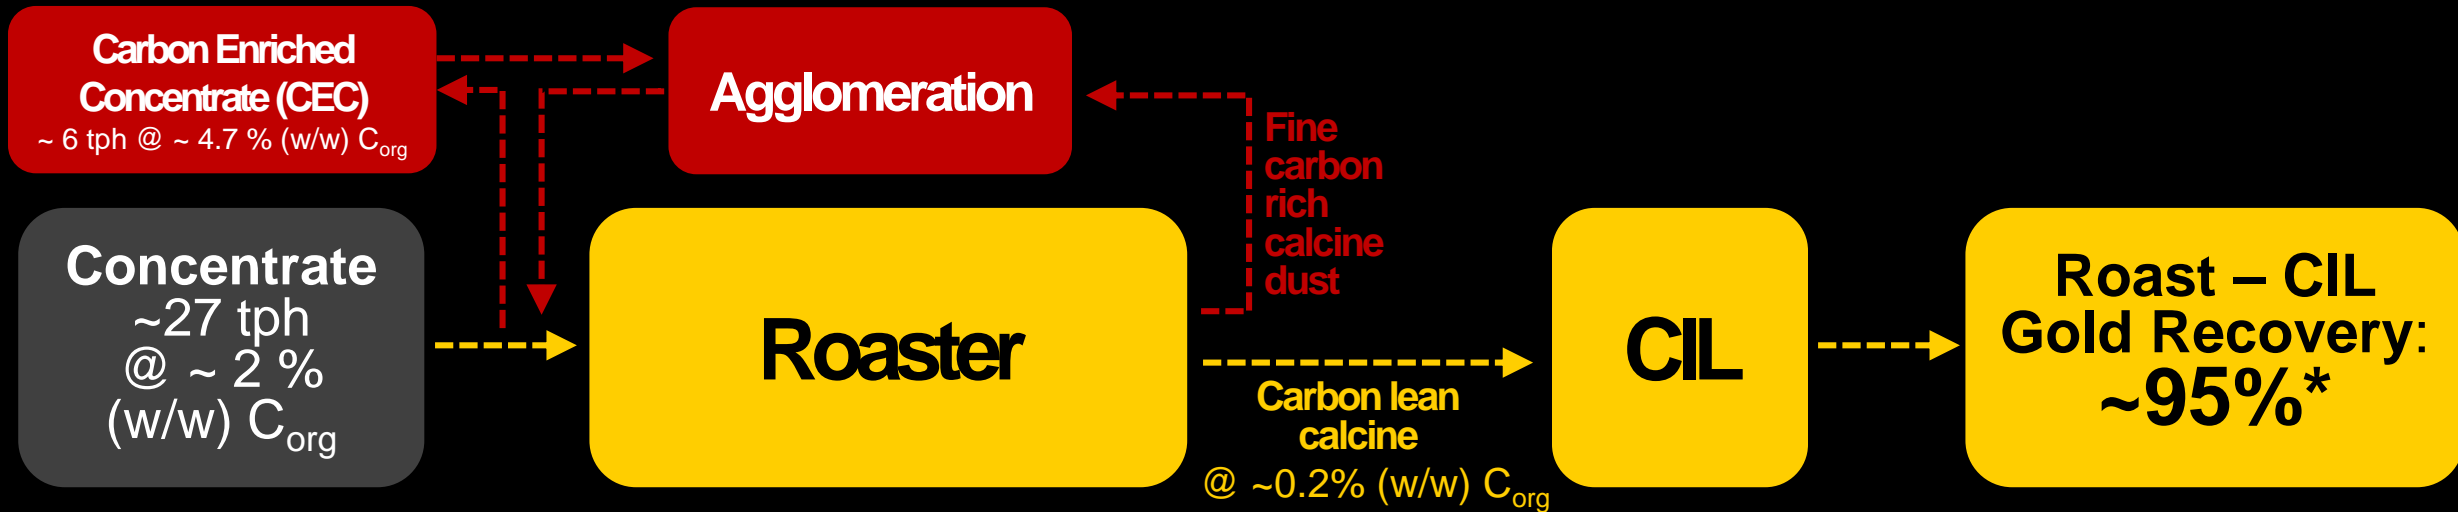 Carbon Enriched
Concentrate (CEC)
~ 6 tph @ ~ 4.7 % (w/w) Corg
Agglomeration
Fine
carbon
rich
calcine
dust
Concentrate
~27 tph
@ ~ 2 %
(w/w) Corg
Roaster
Carbon lean
calcine
@ ~0.2% (w/w) Corg
CIL
Roast – CIL
Gold Recovery:
~95%*